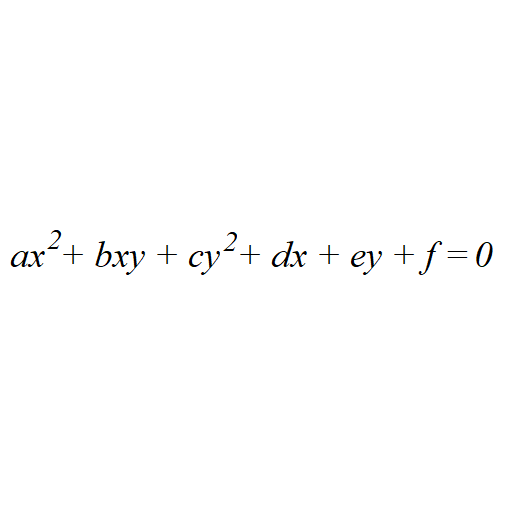 ax² + bxy + cy² + dx + ey + f = 0